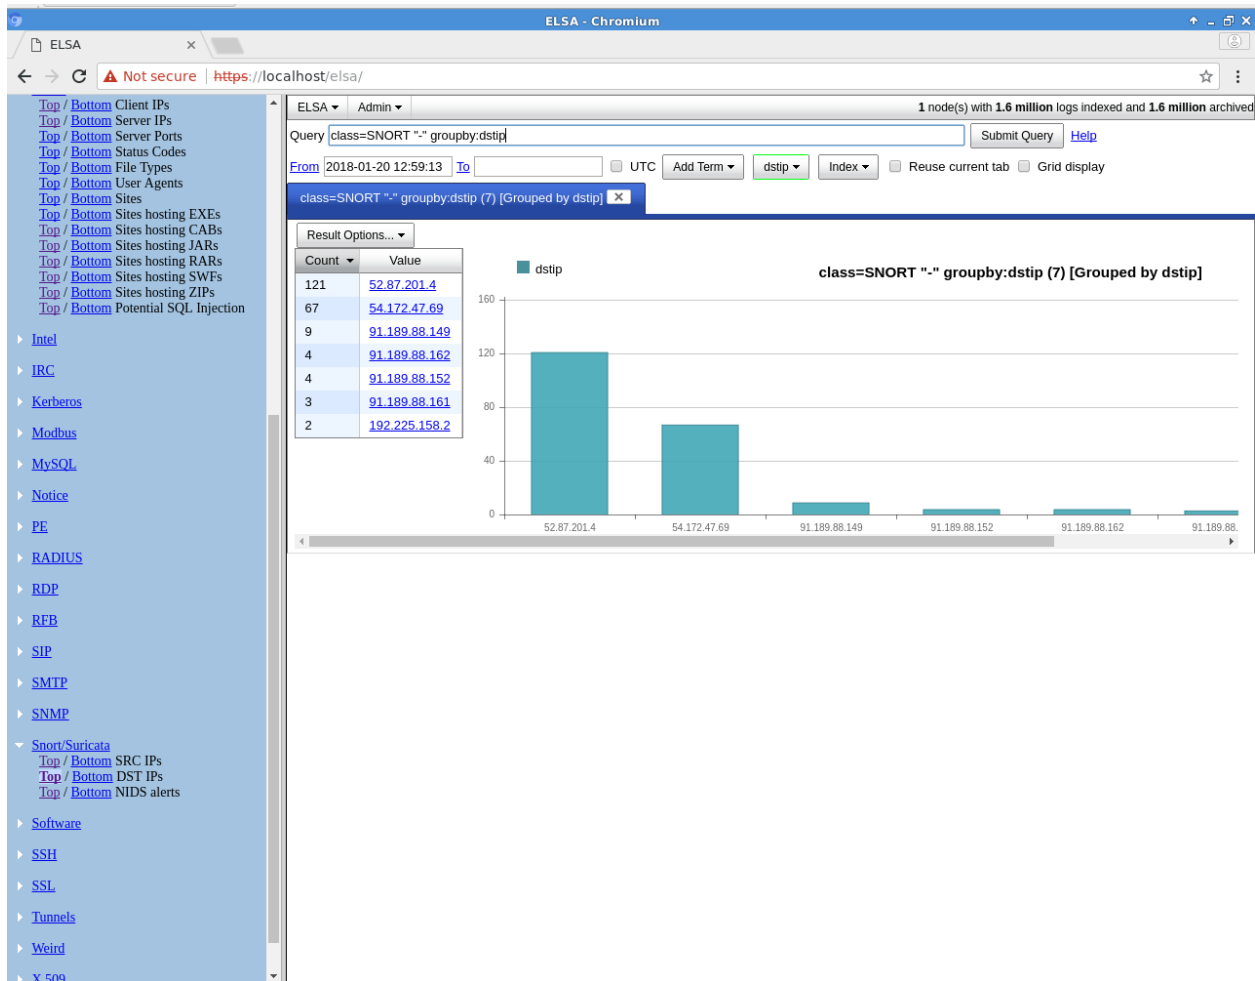 ELSA - Chromium
ELSA
Not secure | https://localhost/elsa/
Top / Bottom Client IPs
Top / Bottom Server IPs
Top / Bottom Server Ports
Top / Bottom Status Codes
Top / Bottom File Types
Top / Bottom User Agents
Top / Bottom Sites
Top / Bottom Sites hosting EXEs
Top / Bottom Sites hosting CABs
Top / Bottom Sites hosting JARs
Top / Bottom Sites hosting RARs
Top / Bottom Sites hosting SWFs
Top / Bottom Sites hosting ZIPs
Top / Bottom Potential SQL Injection
Intel
IRC
Kerberos
Modbus
MySQL
Notice
PE
RADIUS
RDP
RFB
SIP
SMTP
SNMP
Snort/Suricata
Top / Bottom SRC IPs
Top / Bottom DST IPs
Top / Bottom NIDS alerts
Software
SSH
SSL
Tunnels
Weird
X.509
ELSA Admin 1 node(s) with 1.6 million logs indexed and 1.6 million archived
Query class=SNORT "-" groupby:dstip Submit Query Help
From 2018-01-20 12:59:13 To UTC Add Term dstip Index Reuse current tab Grid display
class=SNORT "-" groupby:dstip (7) [Grouped by dstip]
Result Options...
Count Value
121 52.87.201.4
67 54.172.47.69
9 91.189.88.149
4 91.189.88.162
4 91.189.88.152
3 91.189.88.161
2 192.225.158.2
dstip
class=SNORT "-" groupby:dstip (7) [Grouped by dstip]
160
120
80
40
0
52.87.201.4 54.172.47.69 91.189.88.149 91.189.88.152 91.189.88.162 91.189.88.